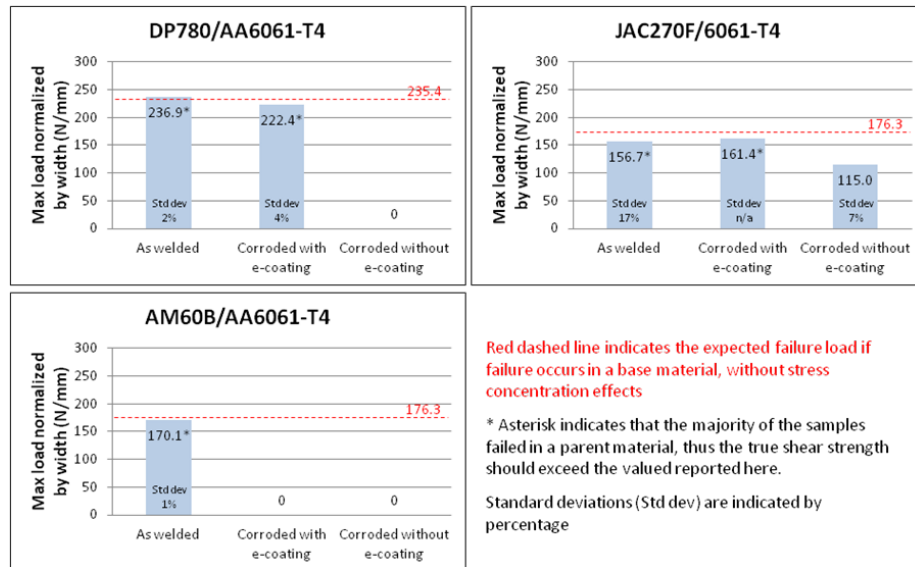 DP780/AA6061-T4
Max load normalized
by width (N/mm)
300
250
200
150
100
50
0
235.4
236.9*
222.4*
0
Std dev
2%
Std dev
4%
As welded
Corroded with
e-coating
Corroded without
e-coating
JAC270F/6061-T4
Max load normalized
by width (N/mm)
300
250
200
150
100
50
0
176.3
156.7*
161.4*
115.0
Std dev
17%
Std dev
n/a
Std dev
7%
As welded
Corroded with
e-coating
Corroded without
e-coating
AM60B/AA6061-T4
Max load normalized
by width (N/mm)
300
250
200
150
100
50
0
176.3
170.1*
0
0
Std dev
1%
As welded
Corroded with
e-coating
Corroded without
e-coating
Red dashed line indicates the expected failure load if
failure occurs in a base material, without stress
concentration effects
* Asterisk indicates that the majority of the samples
failed in a parent material, thus the true shear strength
should exceed the valued reported here.
Standard deviations (Std dev) are indicated by
percentage